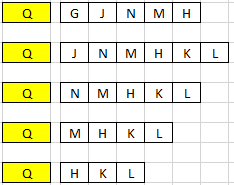 Q G J N M H
Q J N M H K L
Q N M H K L
Q M H K L
Q H K L